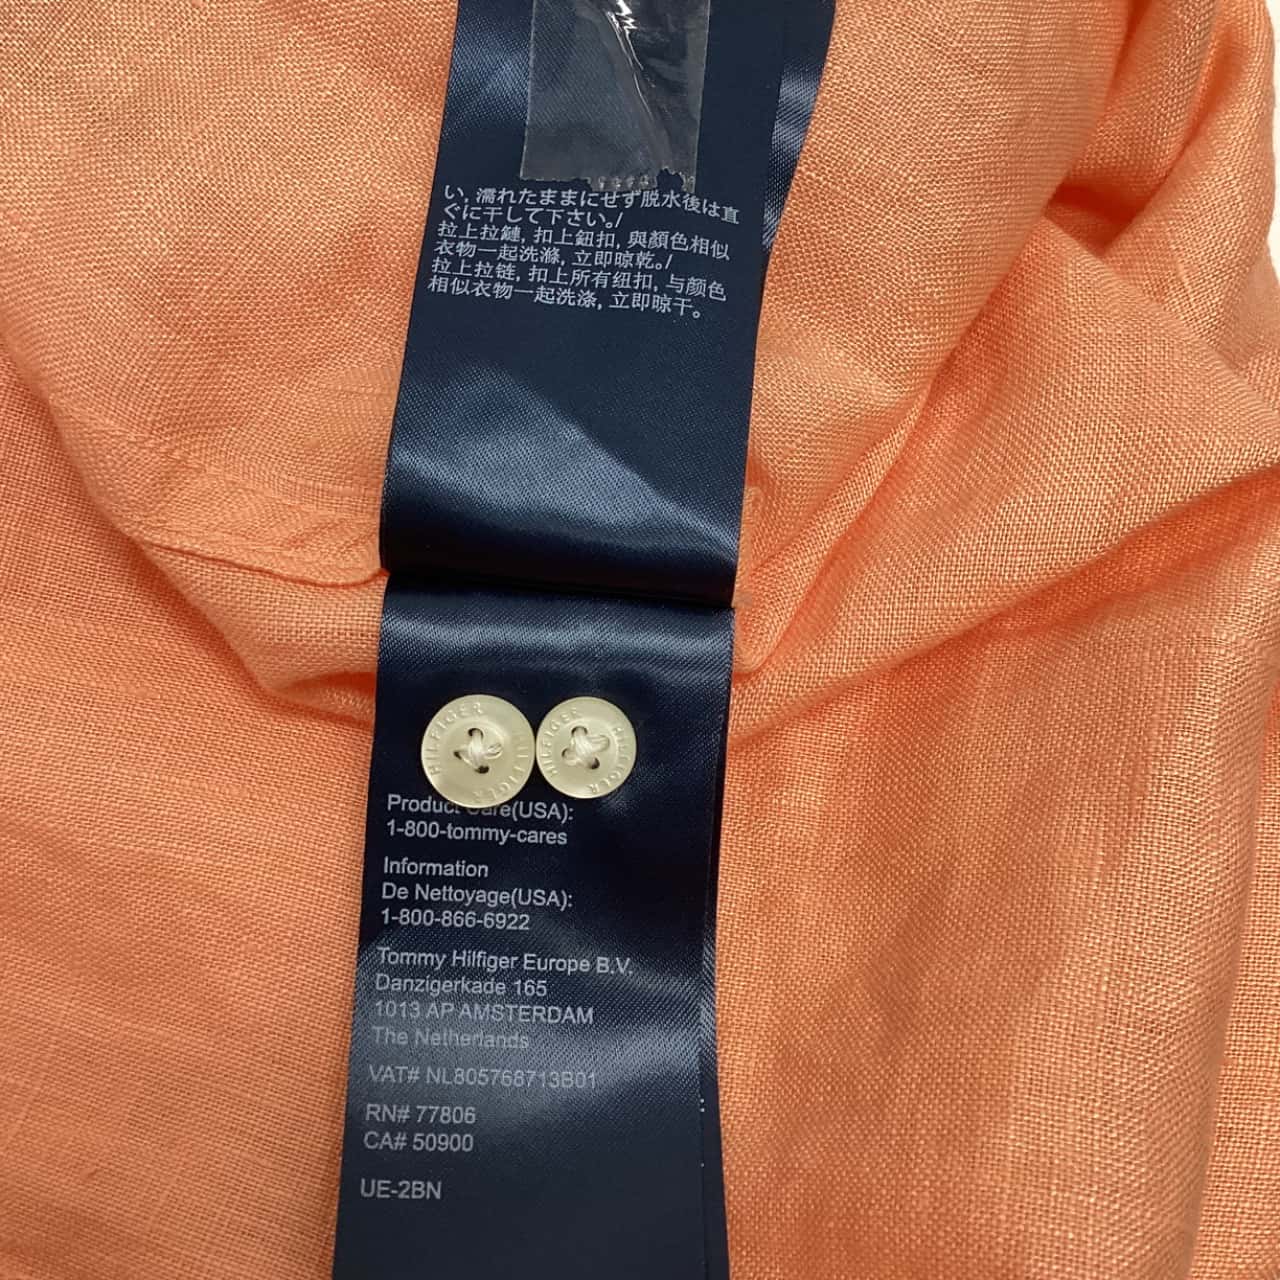 い, 濡れたままにせず脱水後は直
ぐに干して下さい。/
拉上拉鏈, 扣上鈕扣, 與顏色相似
衣物一起洗滌, 立即晾乾。/
拉上拉链, 扣上所有纽扣, 与颜色
相似衣物一起洗涤, 立即晾干。
HILFIGER HILFIGER
HILFIGER HILFIGER
Product Care(USA):
1-800-tommy-cares
Information
De Nettoyage(USA):
1-800-866-6922
Tommy Hilfiger Europe B.V.
Danzigerkade 165
1013 AP AMSTERDAM
The Netherlands
VAT# NL805768713B01
RN# 77806
CA# 50900
UE-2BN